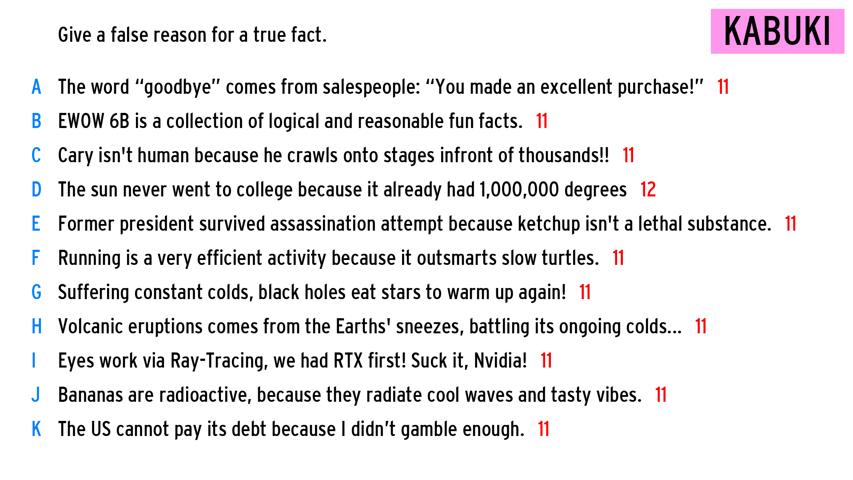 Give a false reason for a true fact.
KABUKI
A The word “goodbye” comes from salespeople: “You made an excellent purchase!” 11
B EWOW 6B is a collection of logical and reasonable fun facts. 11
C Cary isn't human because he crawls onto stages infront of thousands!! 11
D The sun never went to college because it already had 1,000,000 degrees 12
E Former president survived assassination attempt because ketchup isn't a lethal substance. 11
F Running is a very efficient activity because it outsmarts slow turtles. 11
G Suffering constant colds, black holes eat stars to warm up again! 11
H Volcanic eruptions comes from the Earths' sneezes, battling its ongoing colds... 11
I Eyes work via Ray-Tracing, we had RTX first! Suck it, Nvidia! 11
J Bananas are radioactive, because they radiate cool waves and tasty vibes. 11
K The US cannot pay its debt because I didn’t gamble enough. 11